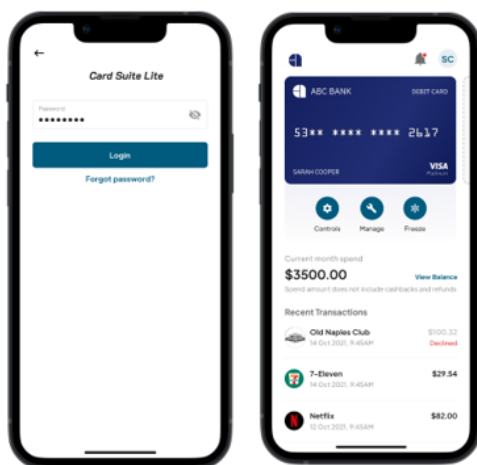 Card Suite Lite
Password
••••••••
Login
Forgot password?
SC
ABC BANK
DEBIT CARD
53** **** **** 2617
SARAH COOPER
VISA
Platinum
Controls
Manage
Freeze
Current month spend
$3500.00
View Balance
Spend amount does not include cashbacks and refunds
Recent Transactions
Old Naples Club
$100.32
14 Oct 2021, 9:45AM
Declined
7-Eleven
$29.54
14 Oct 2021, 9:45AM
Netflix
$82.00
12 Oct 2021, 9:45AM